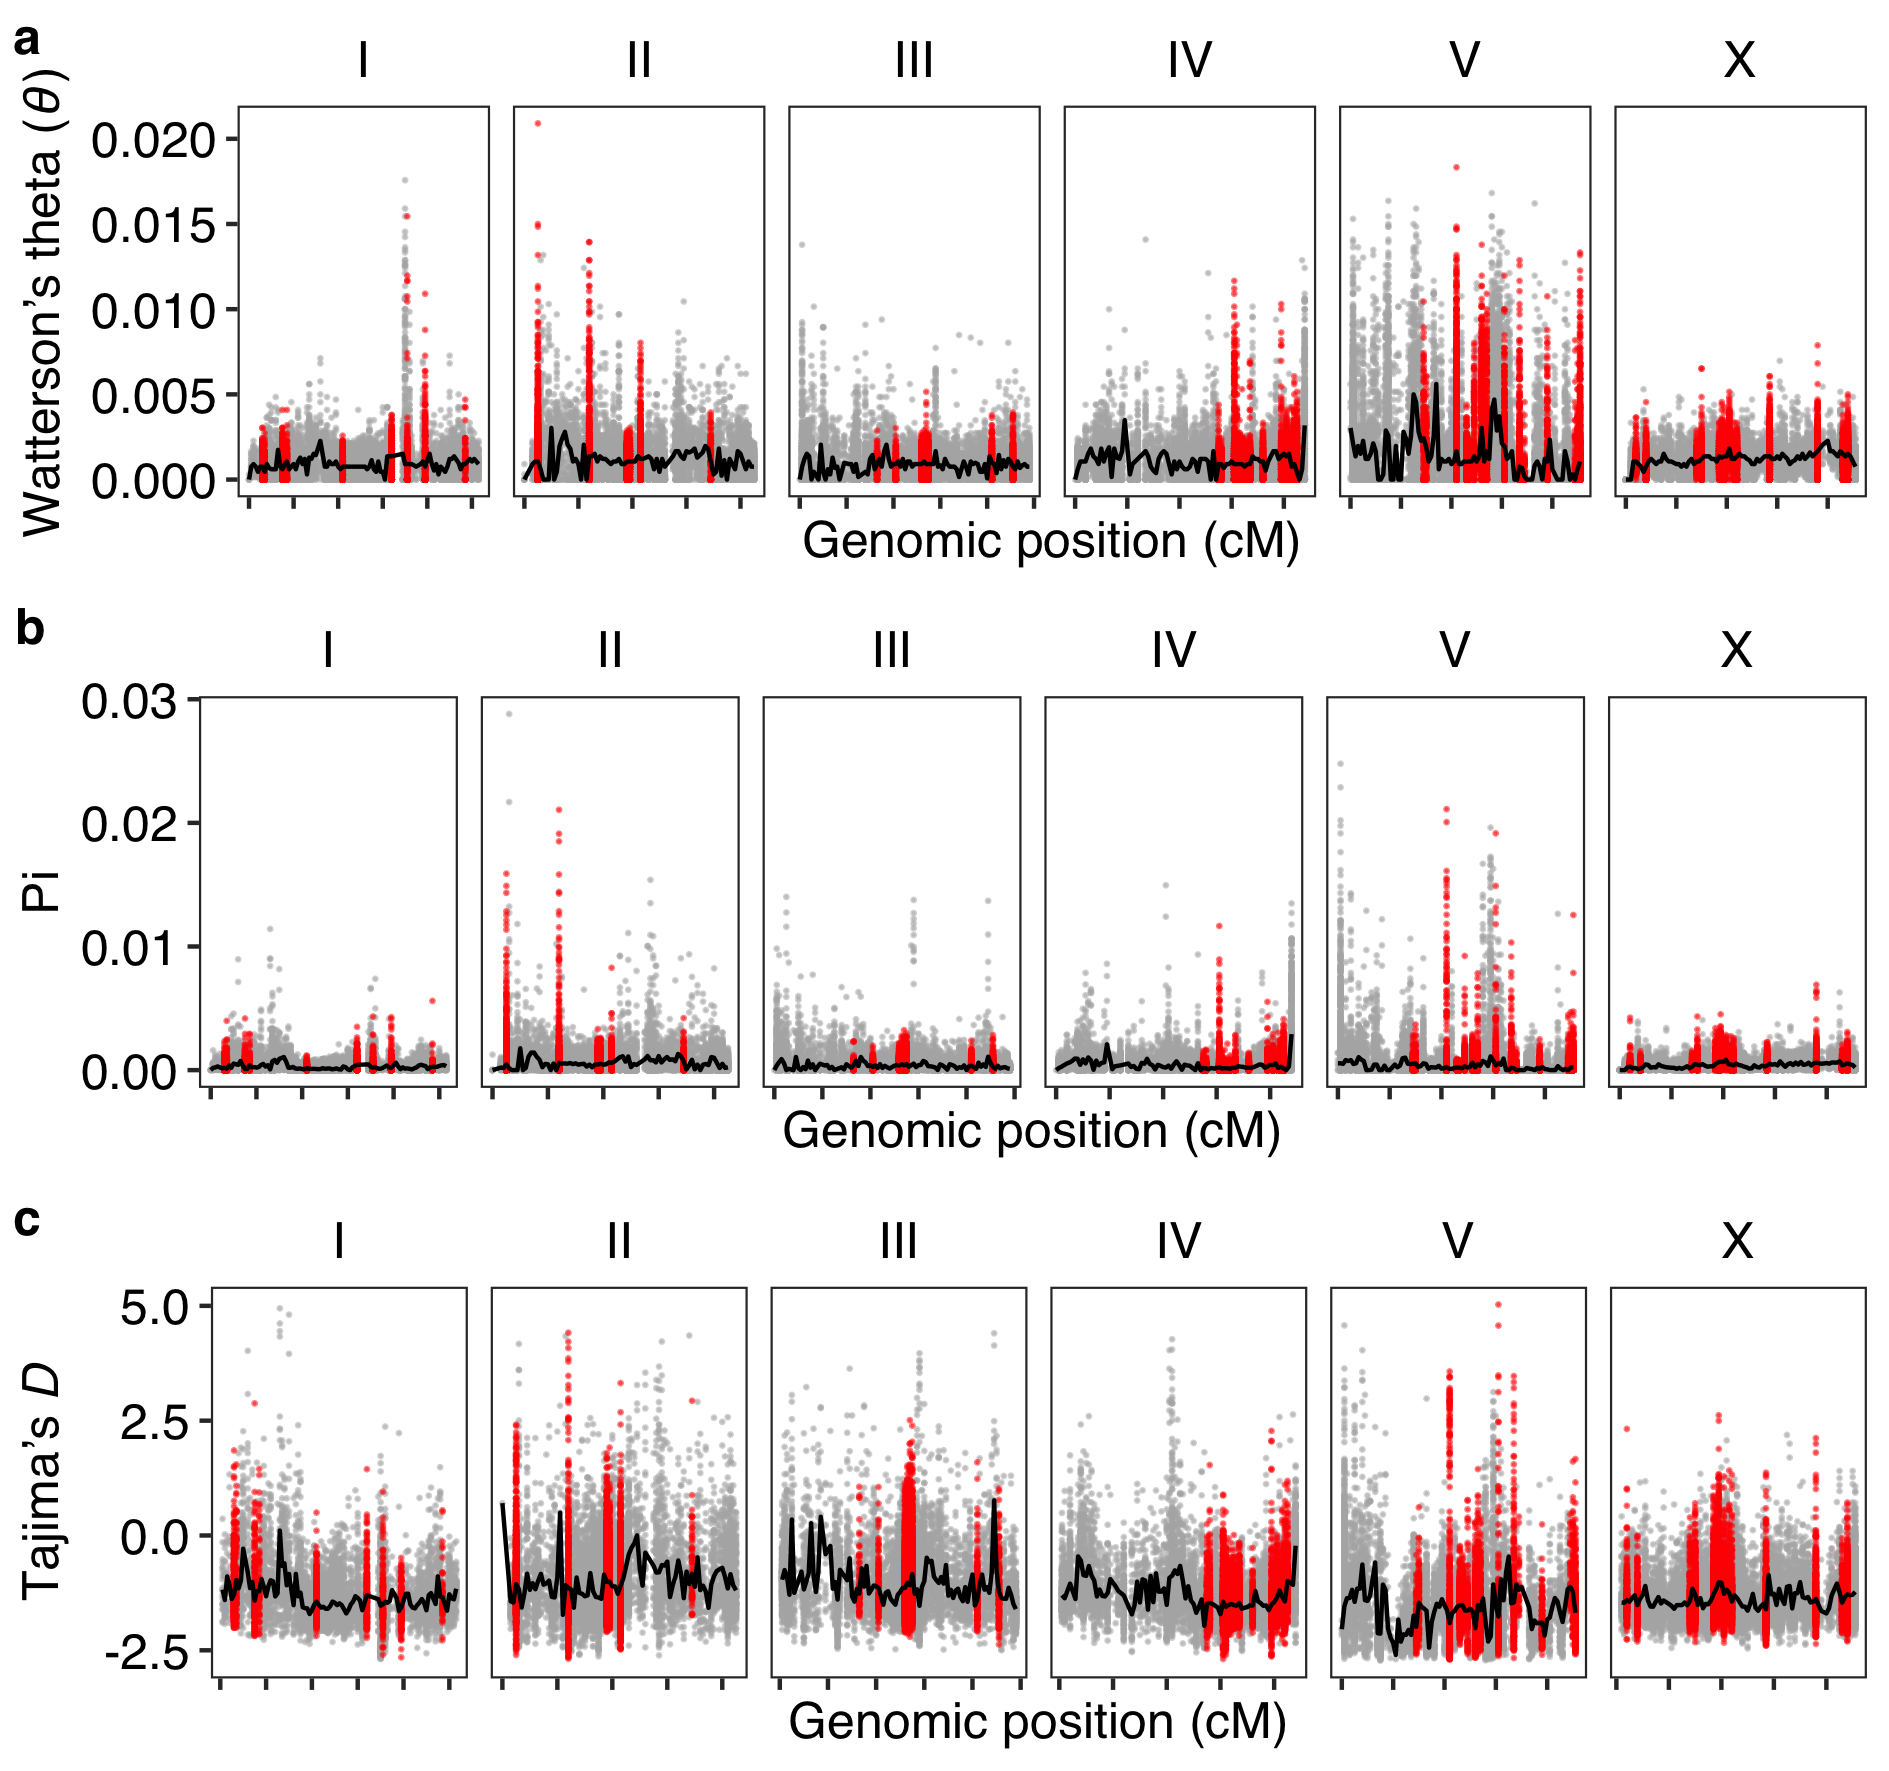 a
I II III IV V X
Watterson's theta (θ)
0.020
0.015
0.010
0.005
0.000
Genomic position (cM)
b
I II III IV V X
Pi
0.03
0.02
0.01
0.00
Genomic position (cM)
c
I II III IV V X
Tajima's D
5.0
2.5
0.0
-2.5
Genomic position (cM)